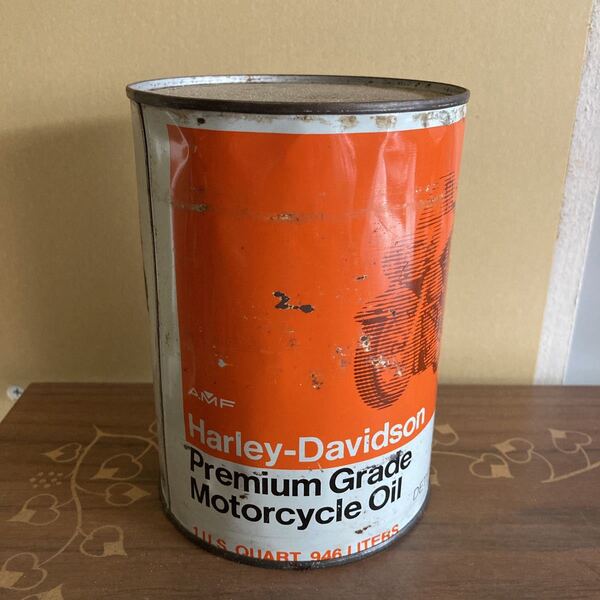 AMF
Harley-Davidson
Premium Grade
Motorcycle Oil
1 U.S. QUART 946 LITERS